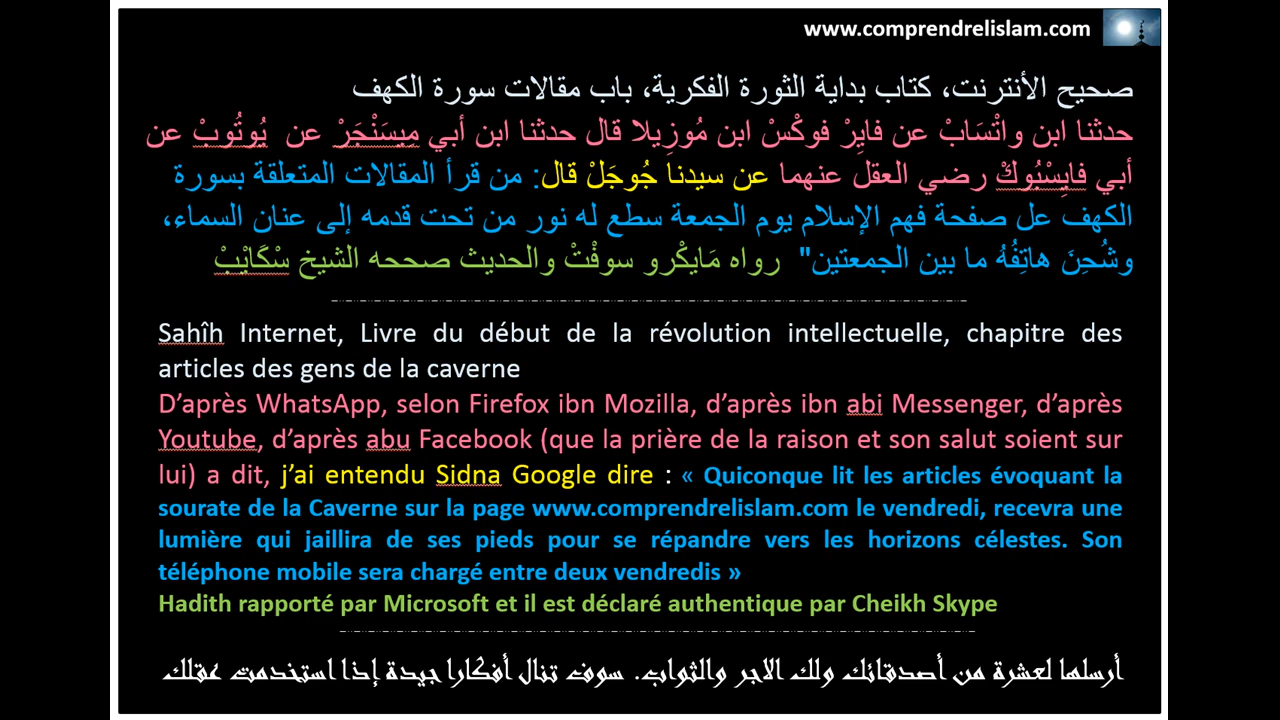 www.comprendrelislam.com
صحيح الأنترنت، كتاب بداية الثورة الفكرية، باب مقالات سورة الكهف
حدثنا ابن واتْسَابْ عن فايِرْ فوكْسْ ابن مُوزِيلا قال حدثنا ابن أبي مِيسَنْجَرْ عن يُوتُوبْ عن
أبي فايِسْبُوكْ رضي العقل عنهما عن سيدنا جُوجَلْ قال: من قرأ المقالات المتعلقة بسورة
الكهف عل صفحة فهم الإسلام يوم الجمعة سطع له نور من تحت قدمه إلى عنان السماء،
وشُحِنَ هاتِفُهُ ما بين الجمعتين" رواه مَايكْرو سوفْتْ والحديث صححه الشيخ سْكَايْبْ
Sahîh Internet, Livre du début de la révolution intellectuelle, chapitre des
articles des gens de la caverne
D’après WhatsApp, selon Firefox ibn Mozilla, d’après ibn abi Messenger, d’après
Youtube, d’après abu Facebook (que la prière de la raison et son salut soient sur
lui) a dit, j’ai entendu Sidna Google dire : « Quiconque lit les articles évoquant la
sourate de la Caverne sur la page www.comprendrelislam.com le vendredi, recevra une
lumière qui jaillira de ses pieds pour se répandre vers les horizons célestes. Son
téléphone mobile sera chargé entre deux vendredis »
Hadith rapporté par Microsoft et il est déclaré authentique par Cheikh Skype
أرسلها لعشرة من أصدقائك ولك الاجر والثواب. سوف تنال أفكارا جيدة إذا استخدمت عقلك